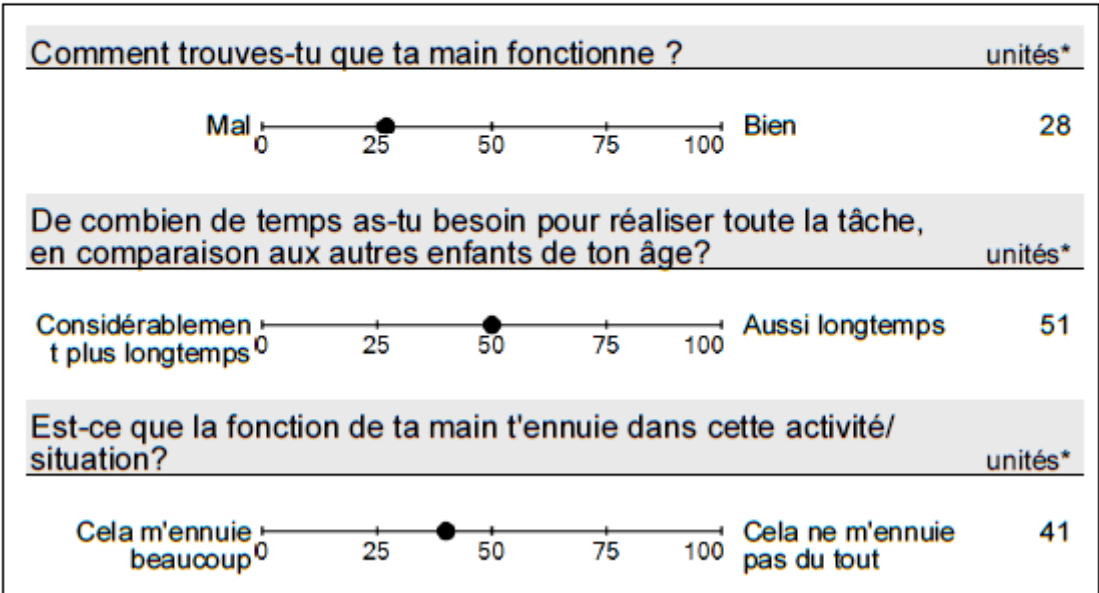 Comment trouves-tu que ta main fonctionne ? unités*
Mal 0 25 50 75 100 Bien 28
De combien de temps as-tu besoin pour réaliser toute la tâche,
en comparaison aux autres enfants de ton âge? unités*
Considérablemen Aussi longtemps 51
t plus longtemps 0 25 50 75 100
Est-ce que la fonction de ta main t'ennuie dans cette activité/
situation? unités*
Cela m'ennuie Cela ne m'ennuie 41
beaucoup 0 25 50 75 100 pas du tout